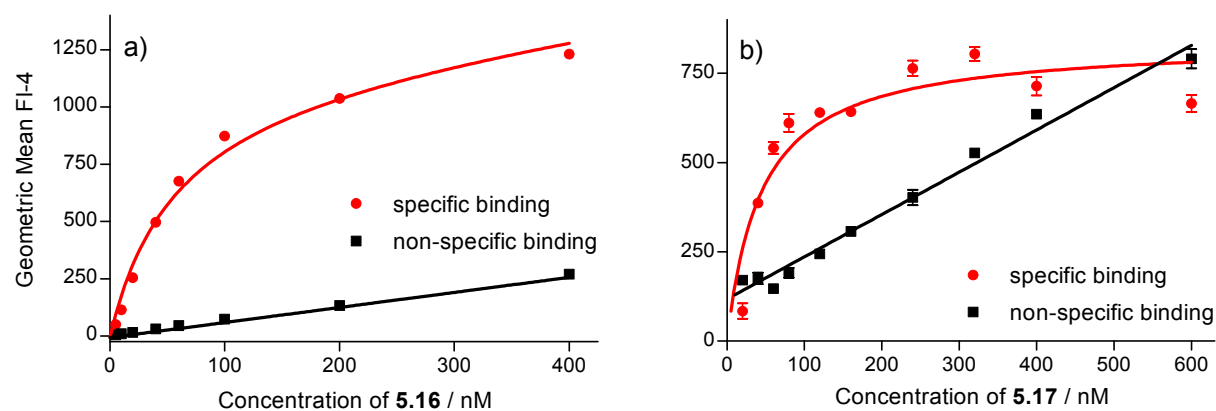 a)
Geometric Mean FI-4
1250
1000
750
500
250
0
specific binding
non-specific binding
0 100 200 300 400
Concentration of 5.16 / nM
b)
750
500
250
0
specific binding
non-specific binding
0 100 200 300 400 500 600
Concentration of 5.17 / nM